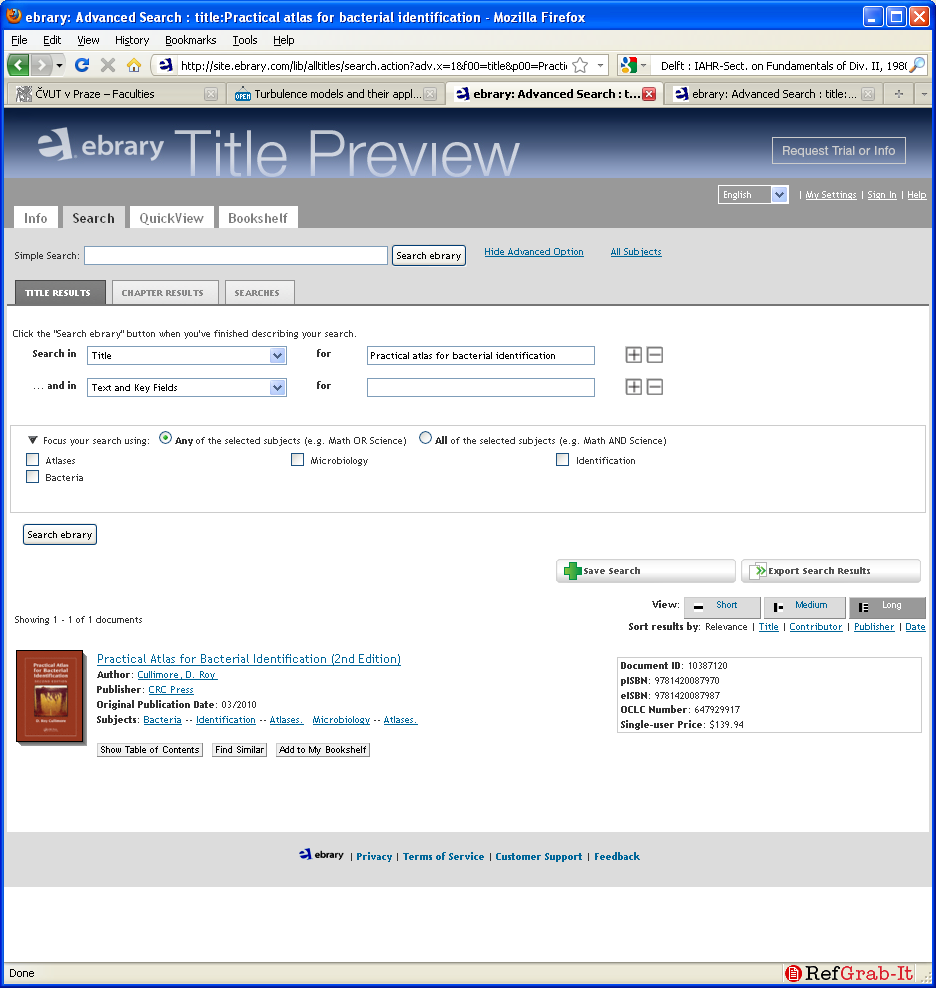 ebrary: Advanced Search : title:Practical atlas for bacterial identification - Mozilla Firefox
File Edit View History Bookmarks Tools Help
http://site.ebrary.com/lib/alltitles/search.action?adv.x=1&f00=title&p00=Practi Delft : IAHR-Sect. on Fundamentals of Div. II, 198
ČVUT v Praze – Faculties OPEN Turbulence models and their appl... ebrary: Advanced Search : t... ebrary: Advanced Search : title:...
ebrary Title Preview Request Trial or Info
English | My Settings | Sign In | Help
Info Search QuickView Bookshelf
Simple Search: Search ebrary Hide Advanced Option All Subjects
TITLE RESULTS CHAPTER RESULTS SEARCHES
Click the "Search ebrary" button when you've finished describing your search.
Search in Title for Practical atlas for bacterial identification
... and in Text and Key Fields for
Focus your search using: Any of the selected subjects (e.g. Math OR Science) All of the selected subjects (e.g. Math AND Science)
Atlases Microbiology Identification
Bacteria
Search ebrary
Save Search Export Search Results
View: Short Medium Long
Showing 1 - 1 of 1 documents
Sort results by: Relevance | Title | Contributor | Publisher | Date
Practical Atlas for Bacterial Identification SECOND EDITION D. Roy Cullimore
Practical Atlas for Bacterial Identification (2nd Edition)
Author: Cullimore, D. Roy
Publisher: CRC Press
Original Publication Date: 03/2010
Subjects: Bacteria -- Identification -- Atlases. Microbiology -- Atlases.
Show Table of Contents Find Similar Add to My Bookshelf
Document ID: 10387120
pISBN: 9781420087970
eISBN: 9781420087987
OCLC Number: 647929917
Single-user Price: $139.94
ebrary | Privacy | Terms of Service | Customer Support | Feedback
Done RefGrab-It